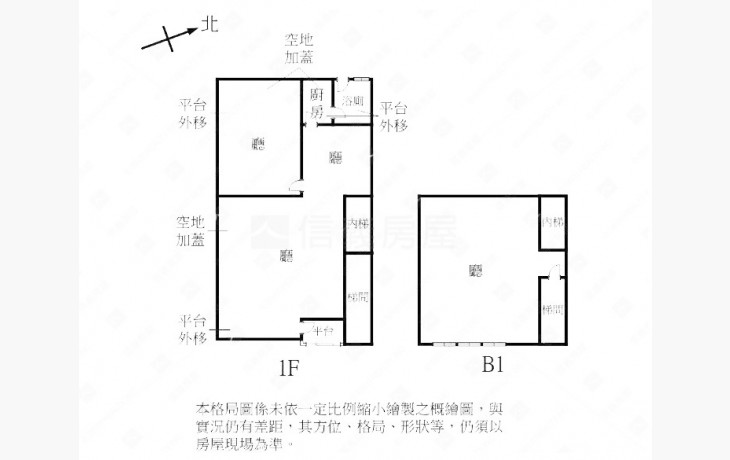 北
空地
加蓋
平台
外移
廚
房
浴廁
平台
外移
廳
廳
空地
加蓋
內梯
廳
梯間
平台
外移
平台
1F
內梯
廳
梯間
B1
信義房屋
本格局圖係未依一定比例縮小繪製之概繪圖，與
實況仍有差距，其方位、格局、形狀等，仍須以
房屋現場為準。